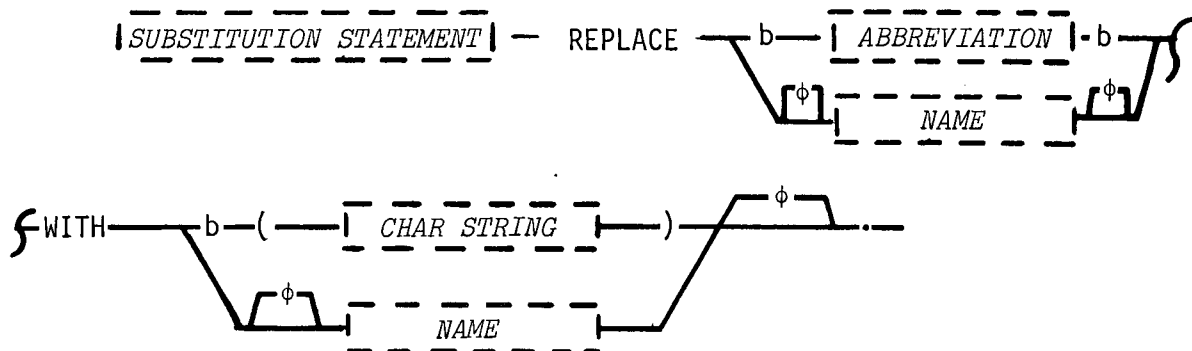 SUBSTITUTION STATEMENT — REPLACE b ABBREVIATION b
ϕ NAME ϕ
WITH b ( CHAR STRING ) ϕ .
ϕ NAME